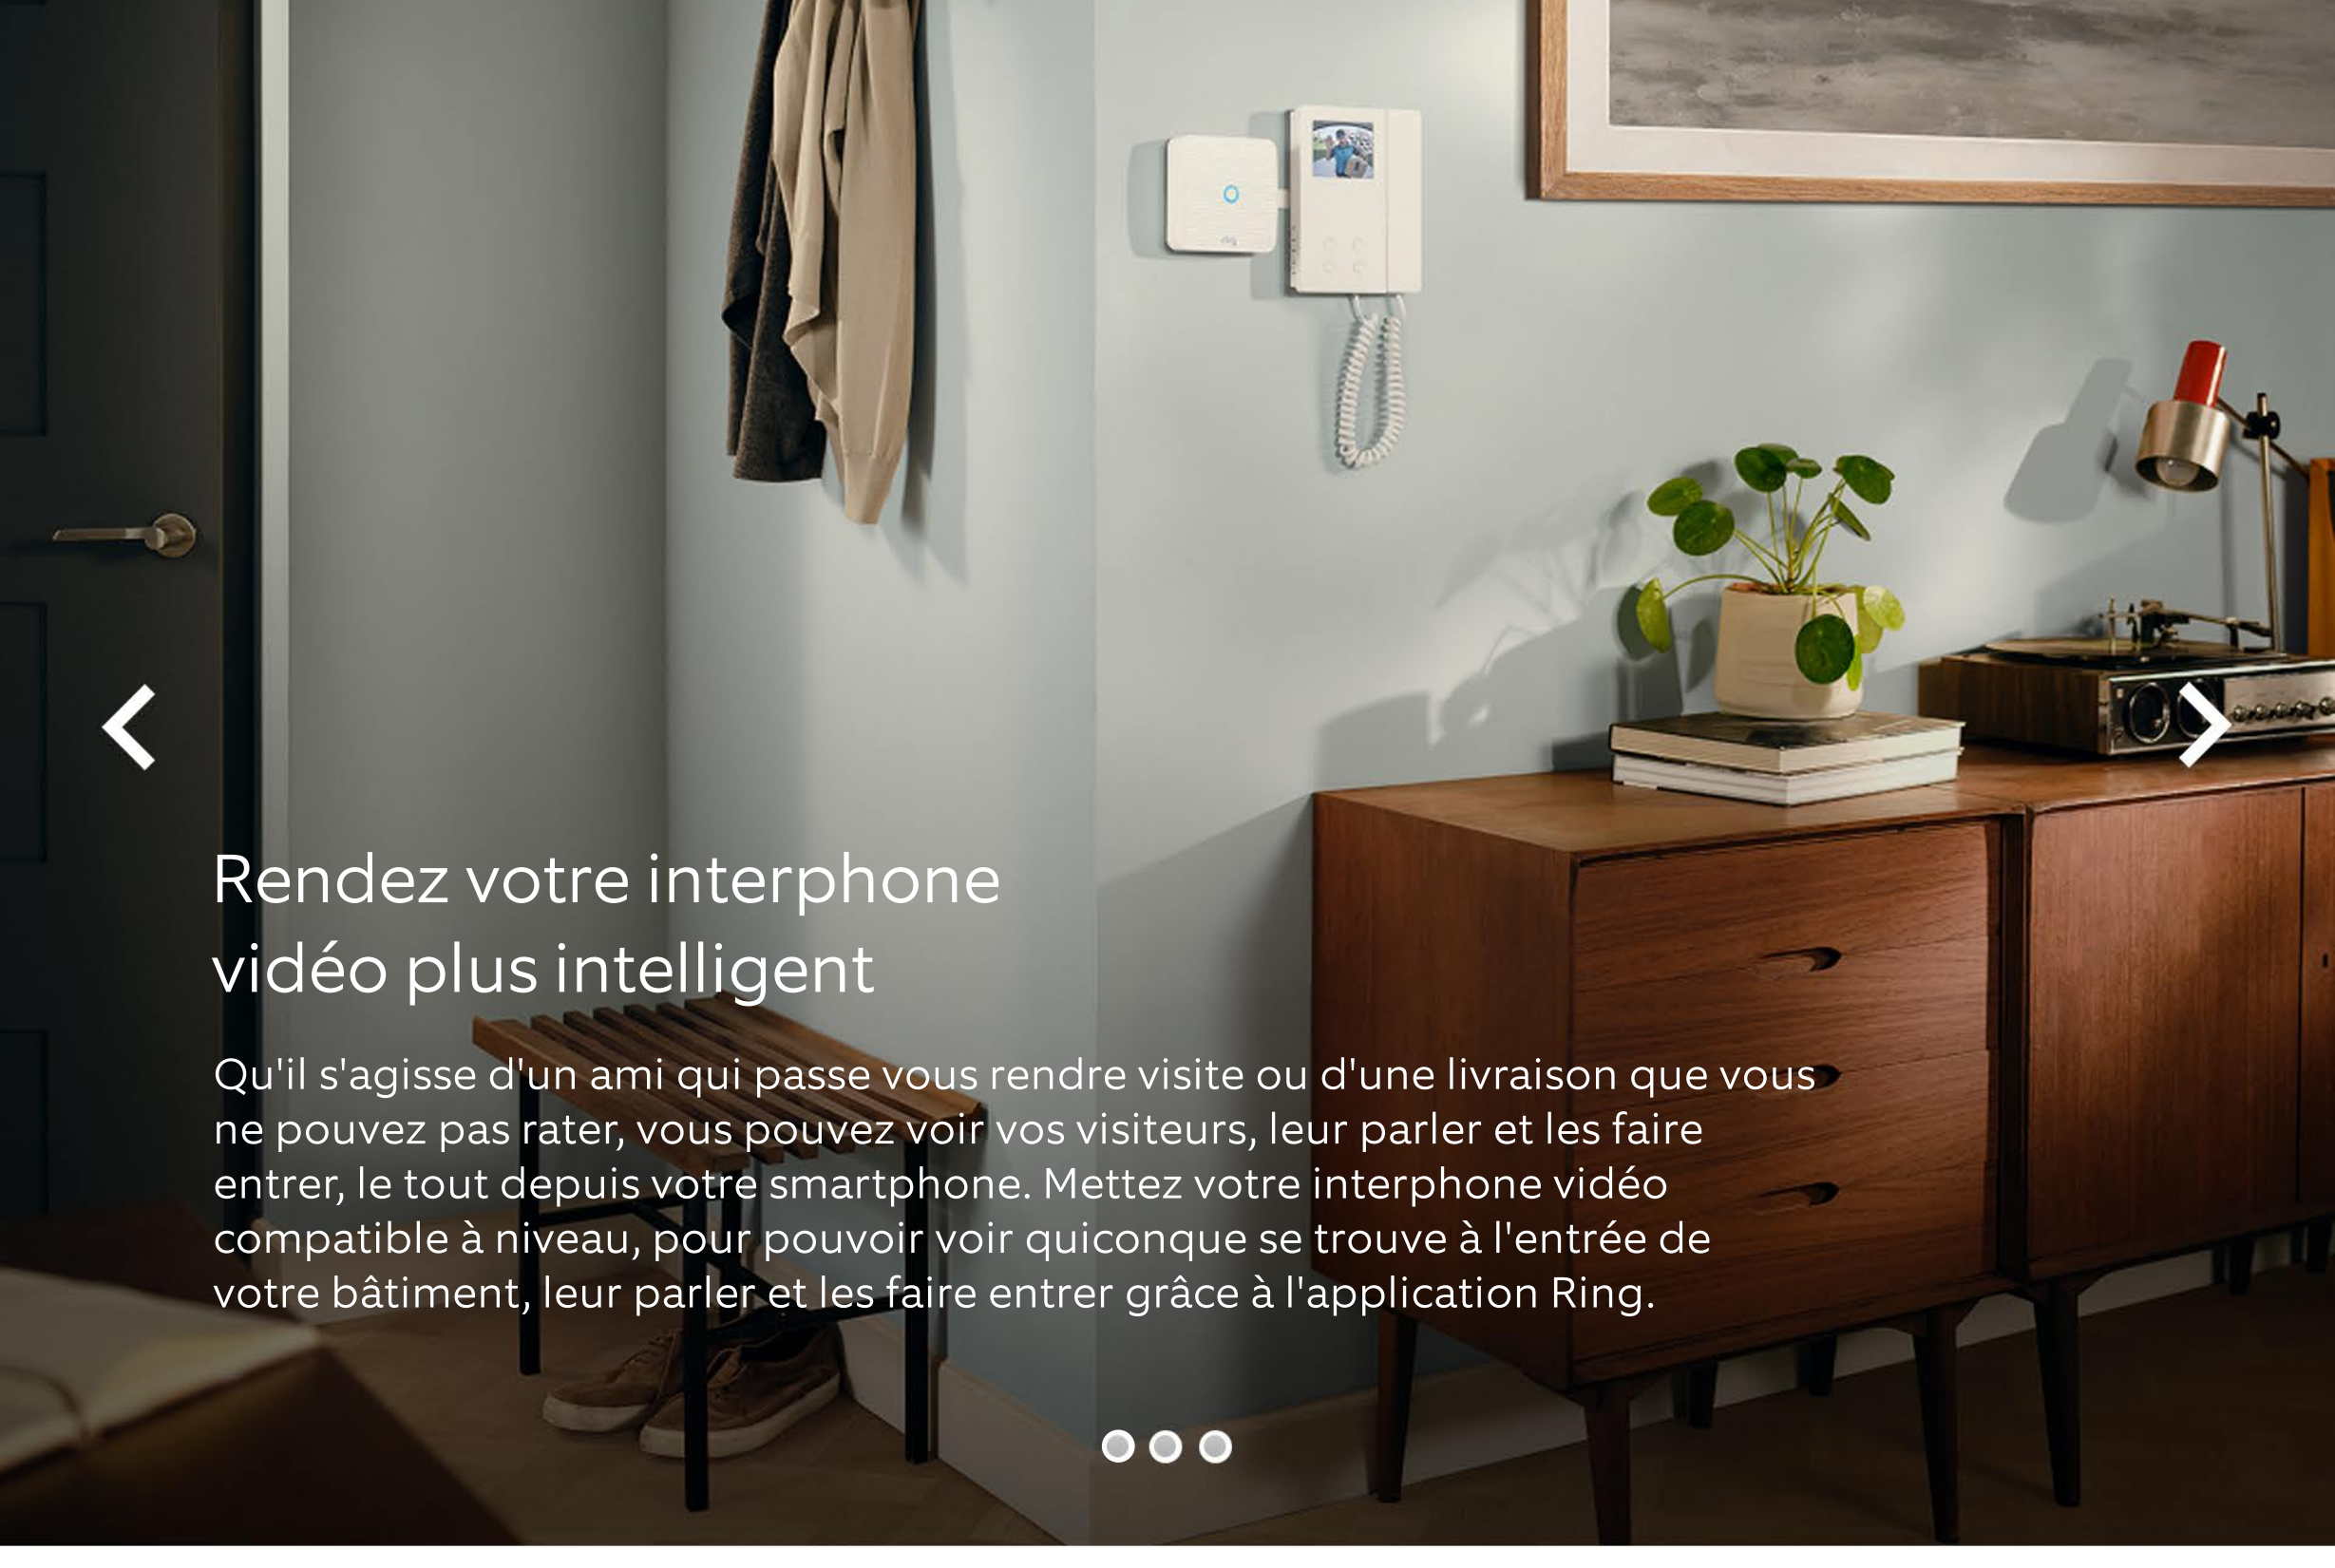 ring
Rendez votre interphone
vidéo plus intelligent
Qu'il s'agisse d'un ami qui passe vous rendre visite ou d'une livraison que vous
ne pouvez pas rater, vous pouvez voir vos visiteurs, leur parler et les faire
entrer, le tout depuis votre smartphone. Mettez votre interphone vidéo
compatible à niveau, pour pouvoir voir quiconque se trouve à l'entrée de
votre bâtiment, leur parler et les faire entrer grâce à l'application Ring.